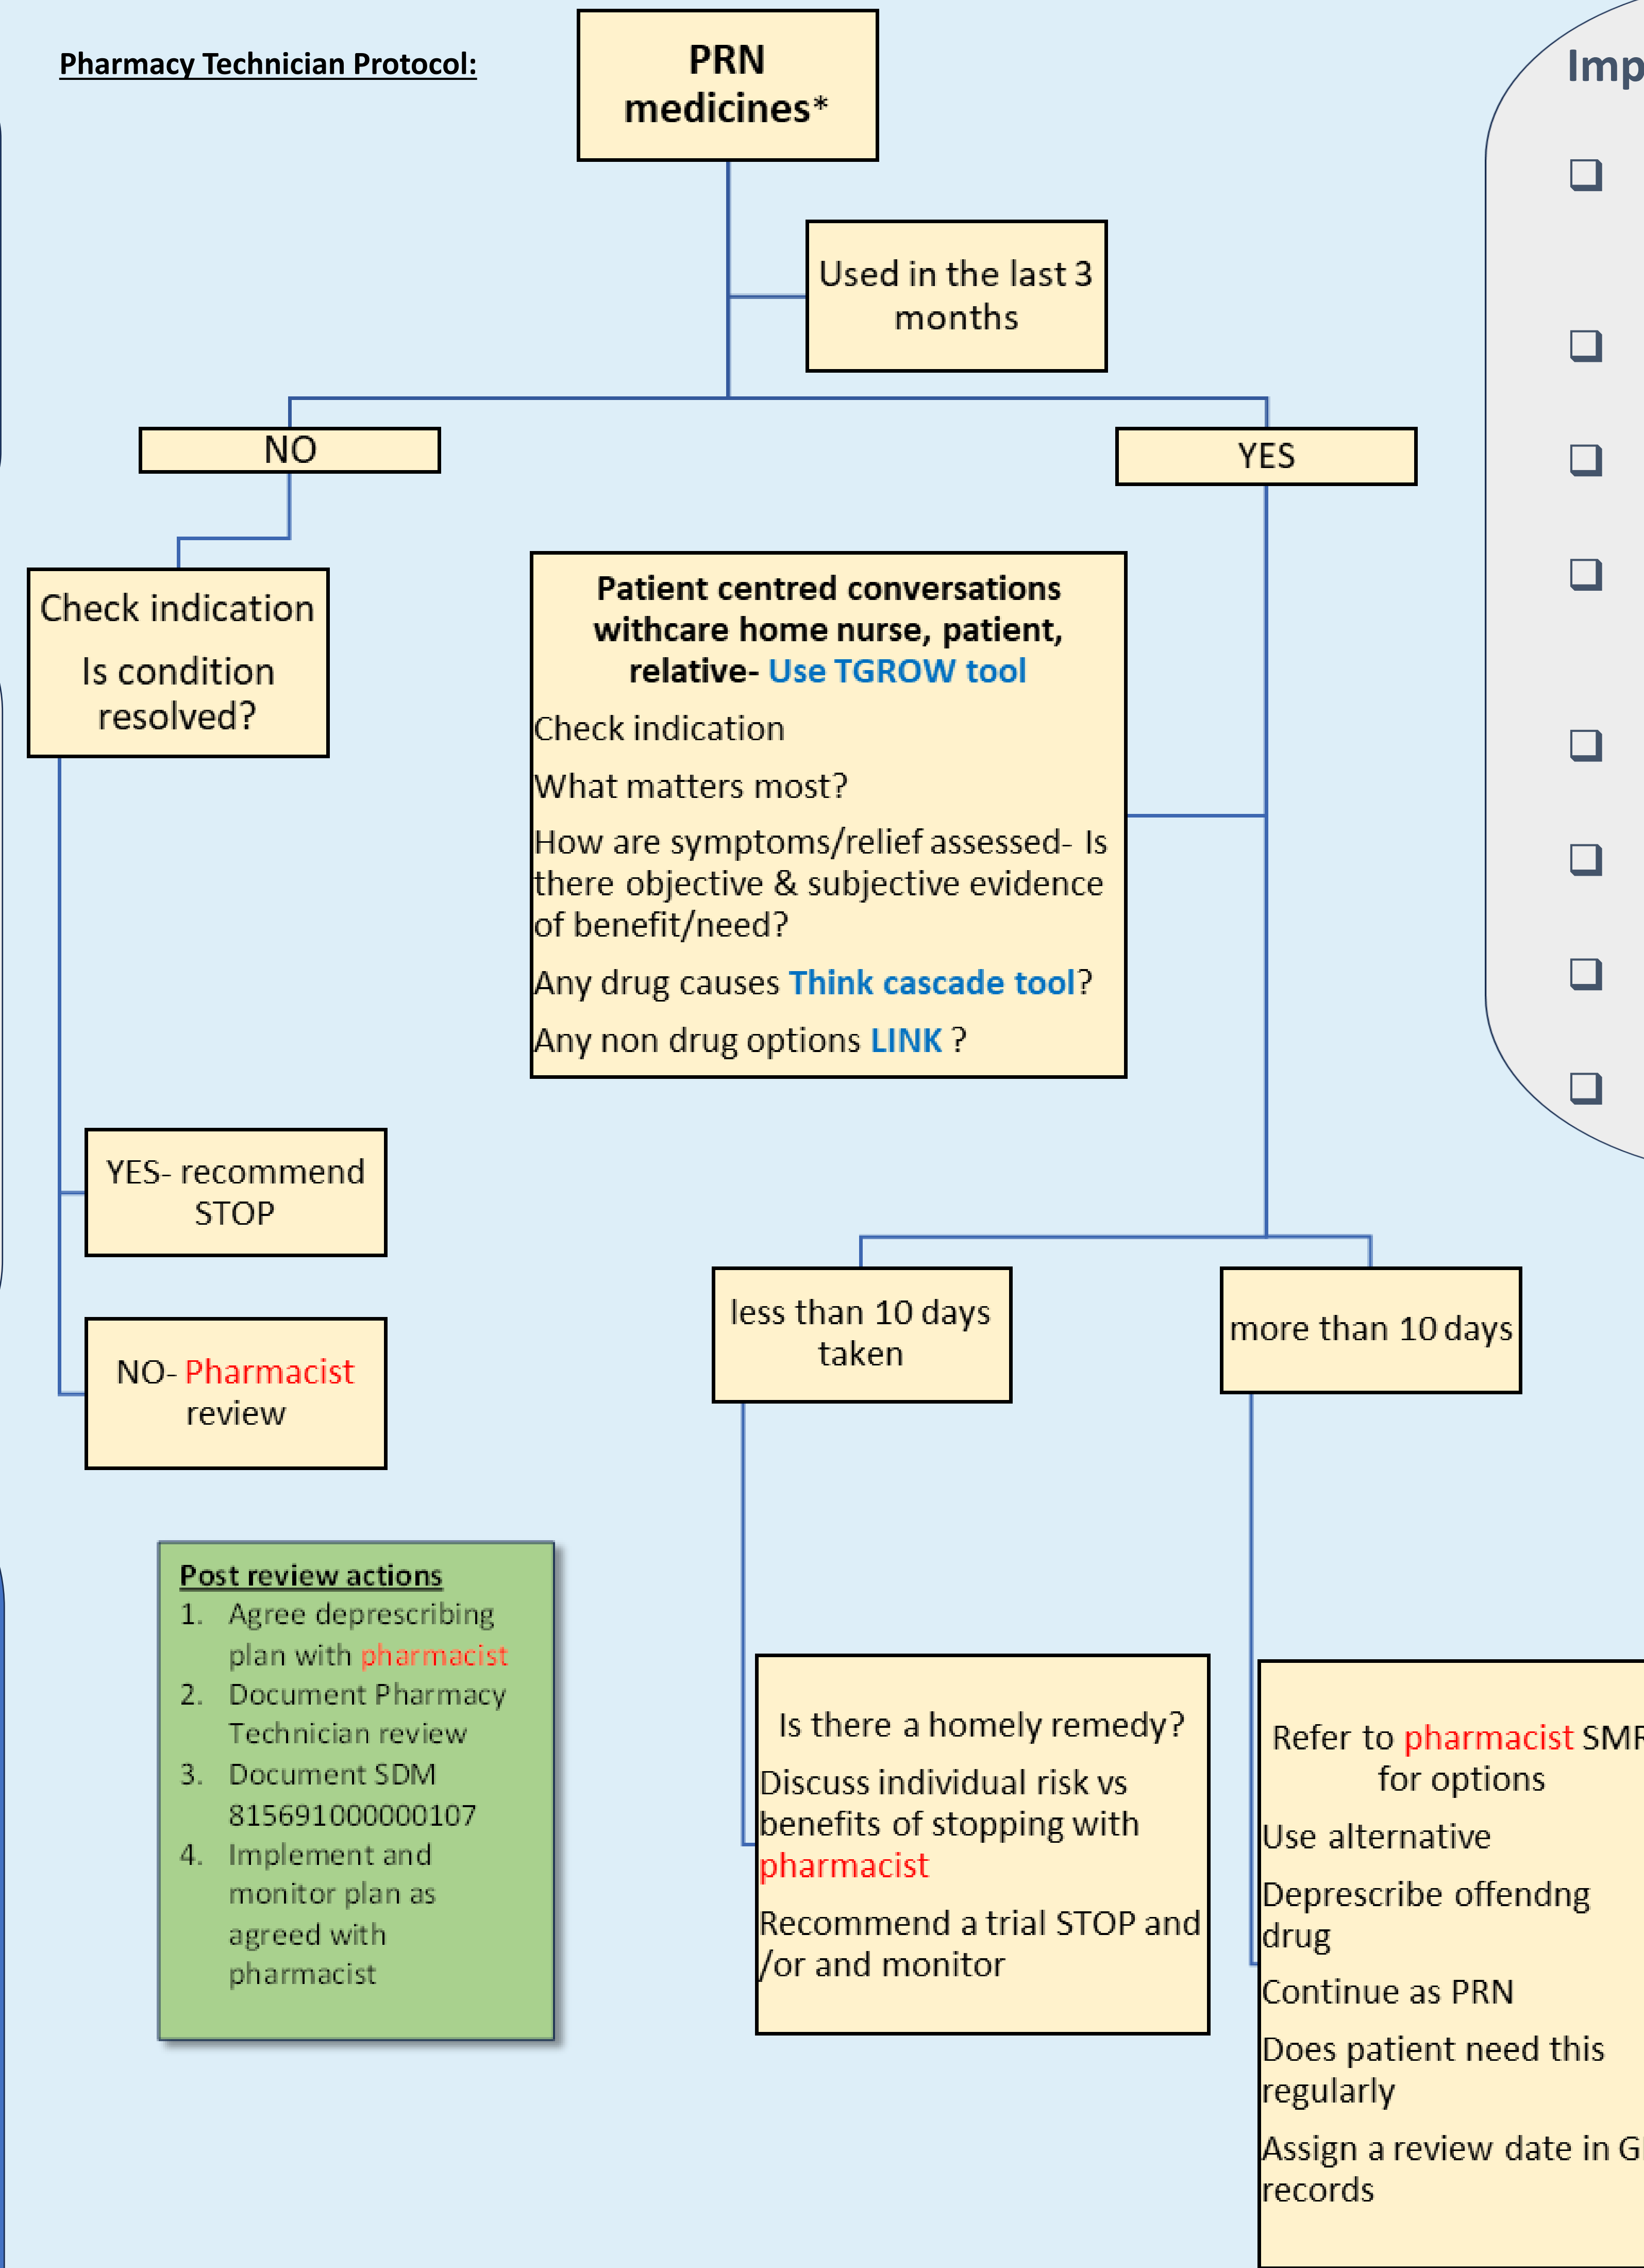 Pharmacy Technician Protocol:
PRN
medicines*
Used in the last 3
months
NO
YES
Check indication
Is condition
resolved?
Patient centred conversations
withcare home nurse, patient,
relative- Use TGROW tool
Check indication
What matters most?
How are symptoms/relief assessed- Is
there objective & subjective evidence
of benefit/need?
Any drug causes Think cascade tool?
Any non drug options LINK ?
YES- recommend
STOP
NO- Pharmacist
review
less than 10 days
taken
more than 10 days
Post review actions
1. Agree deprescribing
plan with pharmacist
2. Document Pharmacy
Technician review
3. Document SDM
815691000000107
4. Implement and
monitor plan as
agreed with
pharmacist
Is there a homely remedy?
Discuss individual risk vs
benefits of stopping with
pharmacist
Recommend a trial STOP and
/or and monitor
Refer to pharmacist SMR
for options
Use alternative
Deprescribe offendng
drug
Continue as PRN
Does patient need this
regularly
Assign a review date in
records